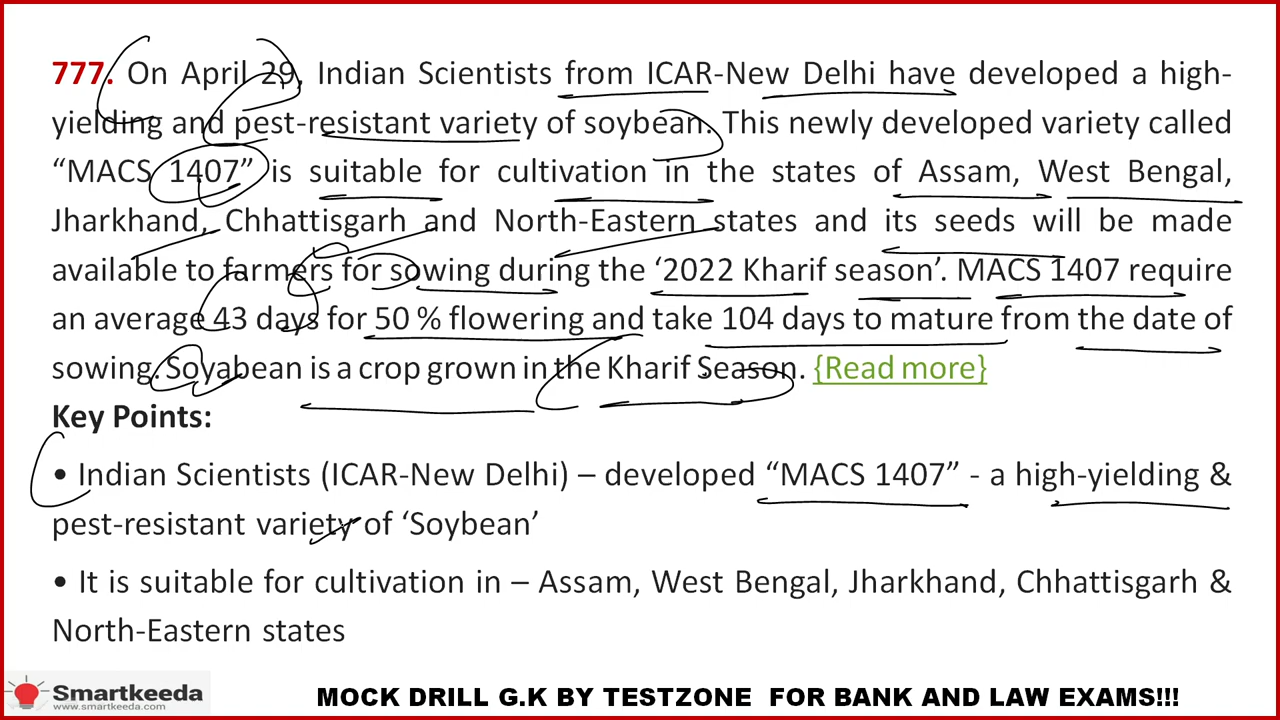 777. On April 29, Indian Scientists from ICAR-New Delhi have developed a high-
yielding and pest-resistant variety of soybean. This newly developed variety called
“MACS 1407” is suitable for cultivation in the states of Assam, West Bengal,
Jharkhand, Chhattisgarh and North-Eastern states and its seeds will be made
available to farmers for sowing during the ‘2022 Kharif season’. MACS 1407 require
an average 43 days for 50 % flowering and take 104 days to mature from the date of
sowing. Soyabean is a crop grown in the Kharif Season. {Read more}
Key Points:
• Indian Scientists (ICAR-New Delhi) – developed “MACS 1407” - a high-yielding &
pest-resistant variety of ‘Soybean’
• It is suitable for cultivation in – Assam, West Bengal, Jharkhand, Chhattisgarh &
North-Eastern states
Smartkeeda
www.smartkeeda.com
MOCK DRILL G.K BY TESTZONE FOR BANK AND LAW EXAMS!!!